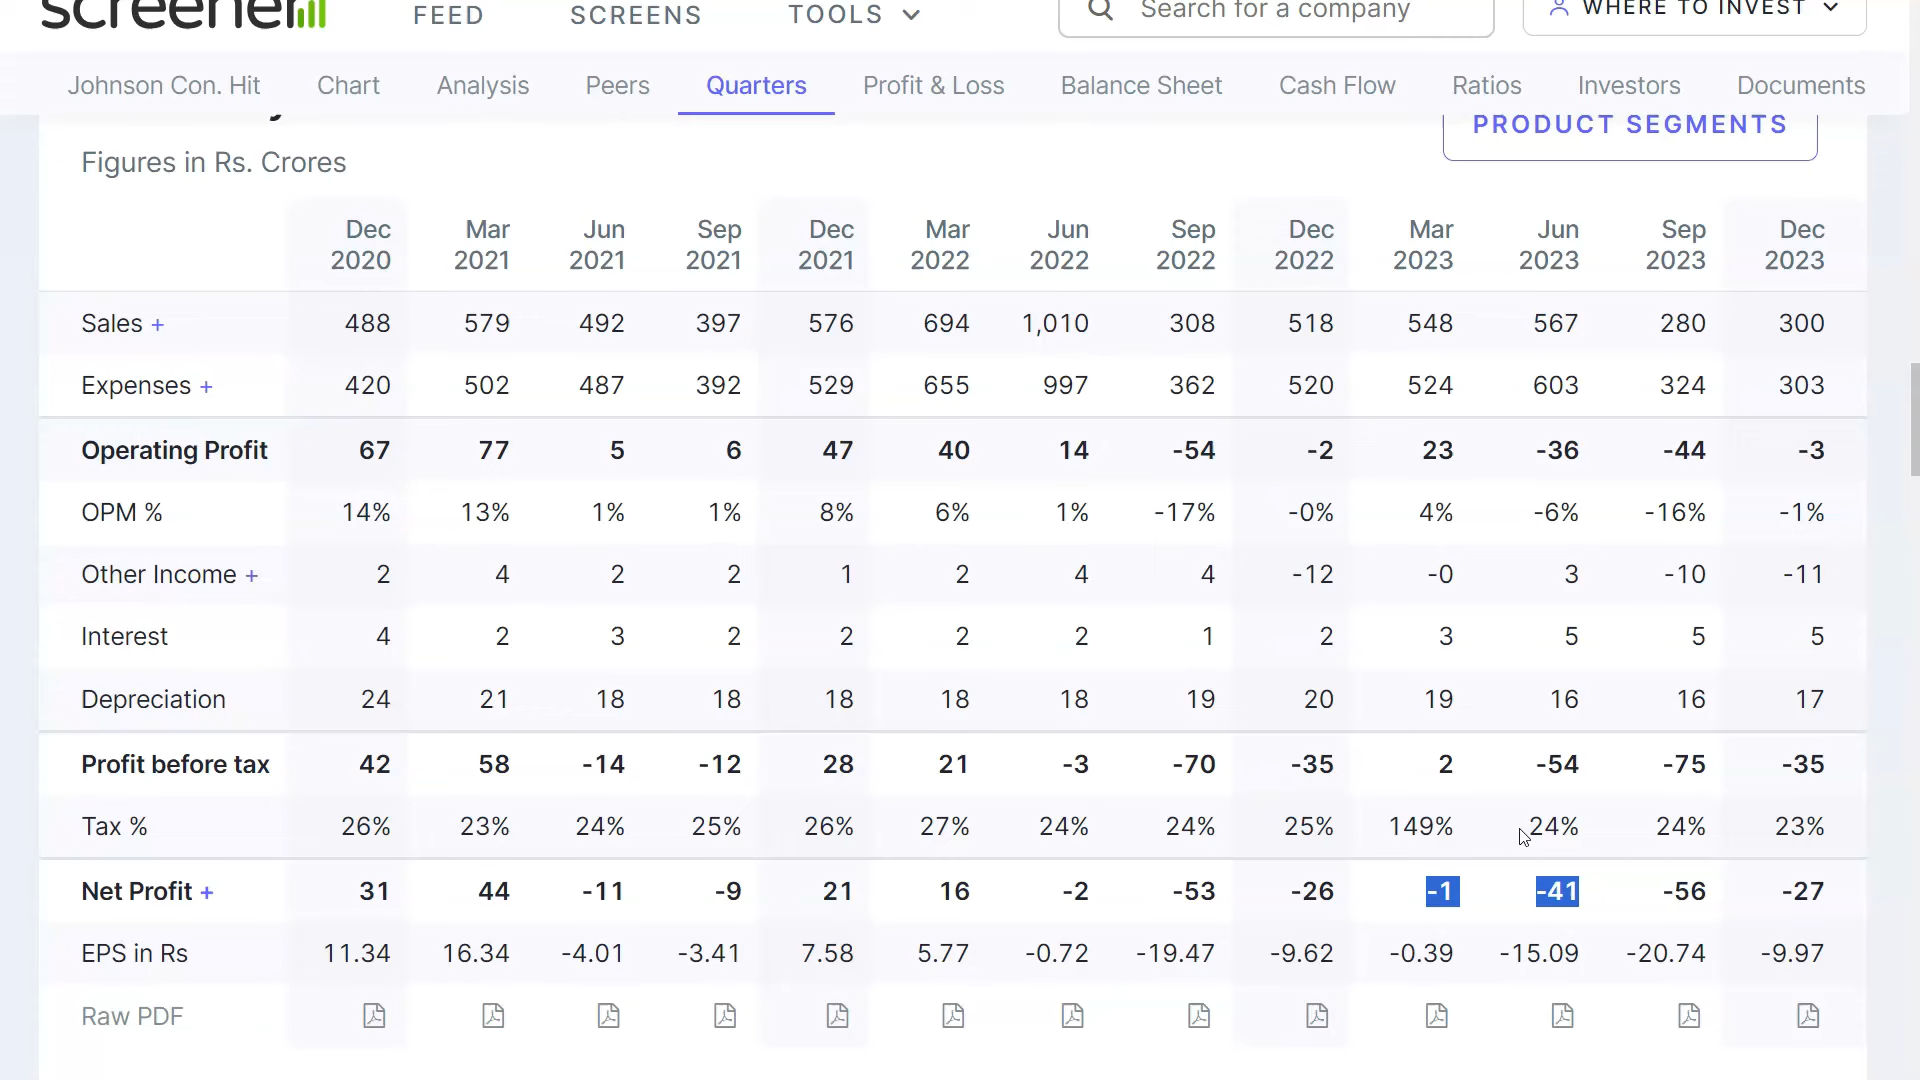 screener
FEED SCREENS TOOLS Search for a company WHERE TO INVEST
Johnson Con. Hit Chart Analysis Peers Quarters Profit & Loss Balance Sheet Cash Flow Ratios Investors Documents
PRODUCT SEGMENTS
Figures in Rs. Crores
Dec 2020 Mar 2021 Jun 2021 Sep 2021 Dec 2021 Mar 2022 Jun 2022 Sep 2022 Dec 2022 Mar 2023 Jun 2023 Sep 2023 Dec 2023
Sales + 488 579 492 397 576 694 1,010 308 518 548 567 280 300
Expenses + 420 502 487 392 529 655 997 362 520 524 603 324 303
Operating Profit 67 77 5 6 47 40 14 -54 -2 23 -36 -44 -3
OPM % 14% 13% 1% 1% 8% 6% 1% -17% -0% 4% -6% -16% -1%
Other Income + 2 4 2 2 1 2 4 4 -12 -0 3 -10 -11
Interest 4 2 3 2 2 2 2 1 2 3 5 5 5
Depreciation 24 21 18 18 18 18 18 19 20 19 16 16 17
Profit before tax 42 58 -14 -12 28 21 -3 -70 -35 2 -54 -75 -35
Tax % 26% 23% 24% 25% 26% 27% 24% 24% 25% 149% 24% 24% 23%
Net Profit + 31 44 -11 -9 21 16 -2 -53 -26 -1 -41 -56 -27
EPS in Rs 11.34 16.34 -4.01 -3.41 7.58 5.77 -0.72 -19.47 -9.62 -0.39 -15.09 -20.74 -9.97
Raw PDF